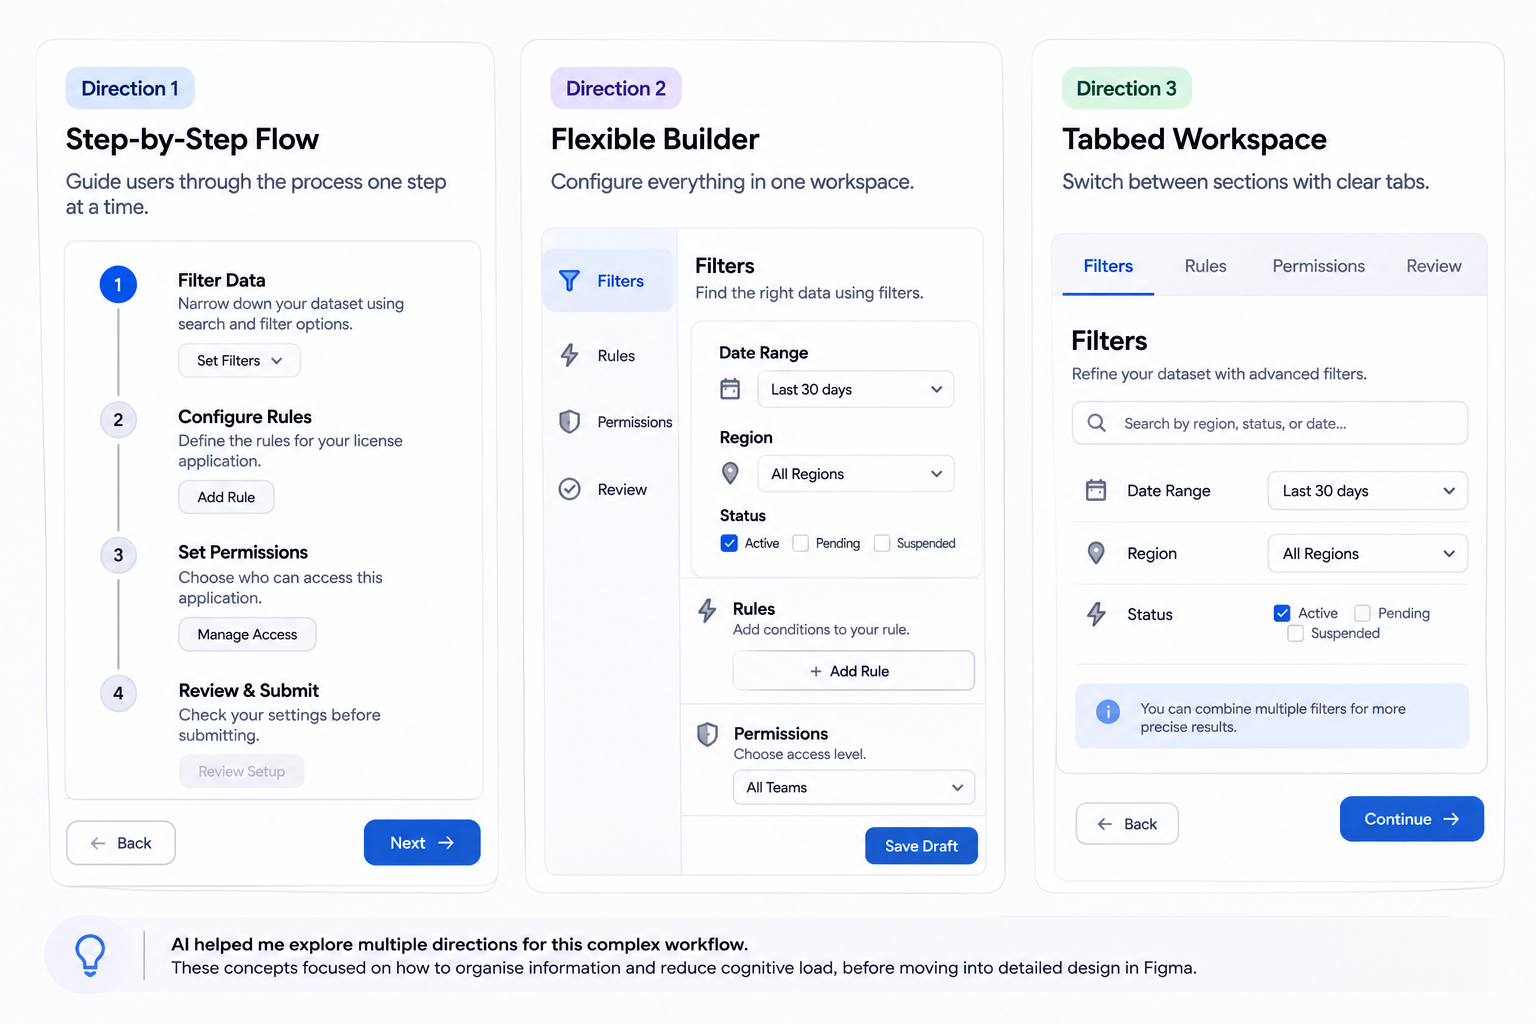 Direction 1
Step-by-Step Flow
Guide users through the process one step
at a time.
1
Filter Data
Narrow down your dataset using
search and filter options.
Set Filters
2
Configure Rules
Define the rules for your license
application.
Add Rule
3
Set Permissions
Choose who can access this
application.
Manage Access
4
Review & Submit
Check your settings before
submitting.
Review Setup
← Back
Next →
Direction 2
Flexible Builder
Configure everything in one workspace.
Filters
Rules
Permissions
Review
Filters
Find the right data using filters.
Date Range
Last 30 days
Region
All Regions
Status
Active Pending Suspended
Rules
Add conditions to your rule.
+ Add Rule
Permissions
Choose access level.
All Teams
Save Draft
Direction 3
Tabbed Workspace
Switch between sections with clear tabs.
Filters Rules Permissions Review
Filters
Refine your dataset with advanced filters.
Search by region, status, or date...
Date Range Last 30 days
Region All Regions
Status Active Pending
Suspended
You can combine multiple filters for more
precise results.
← Back
Continue →
AI helped me explore multiple directions for this complex workflow.
These concepts focused on how to organise information and reduce cognitive load, before moving into detailed design in Figma.